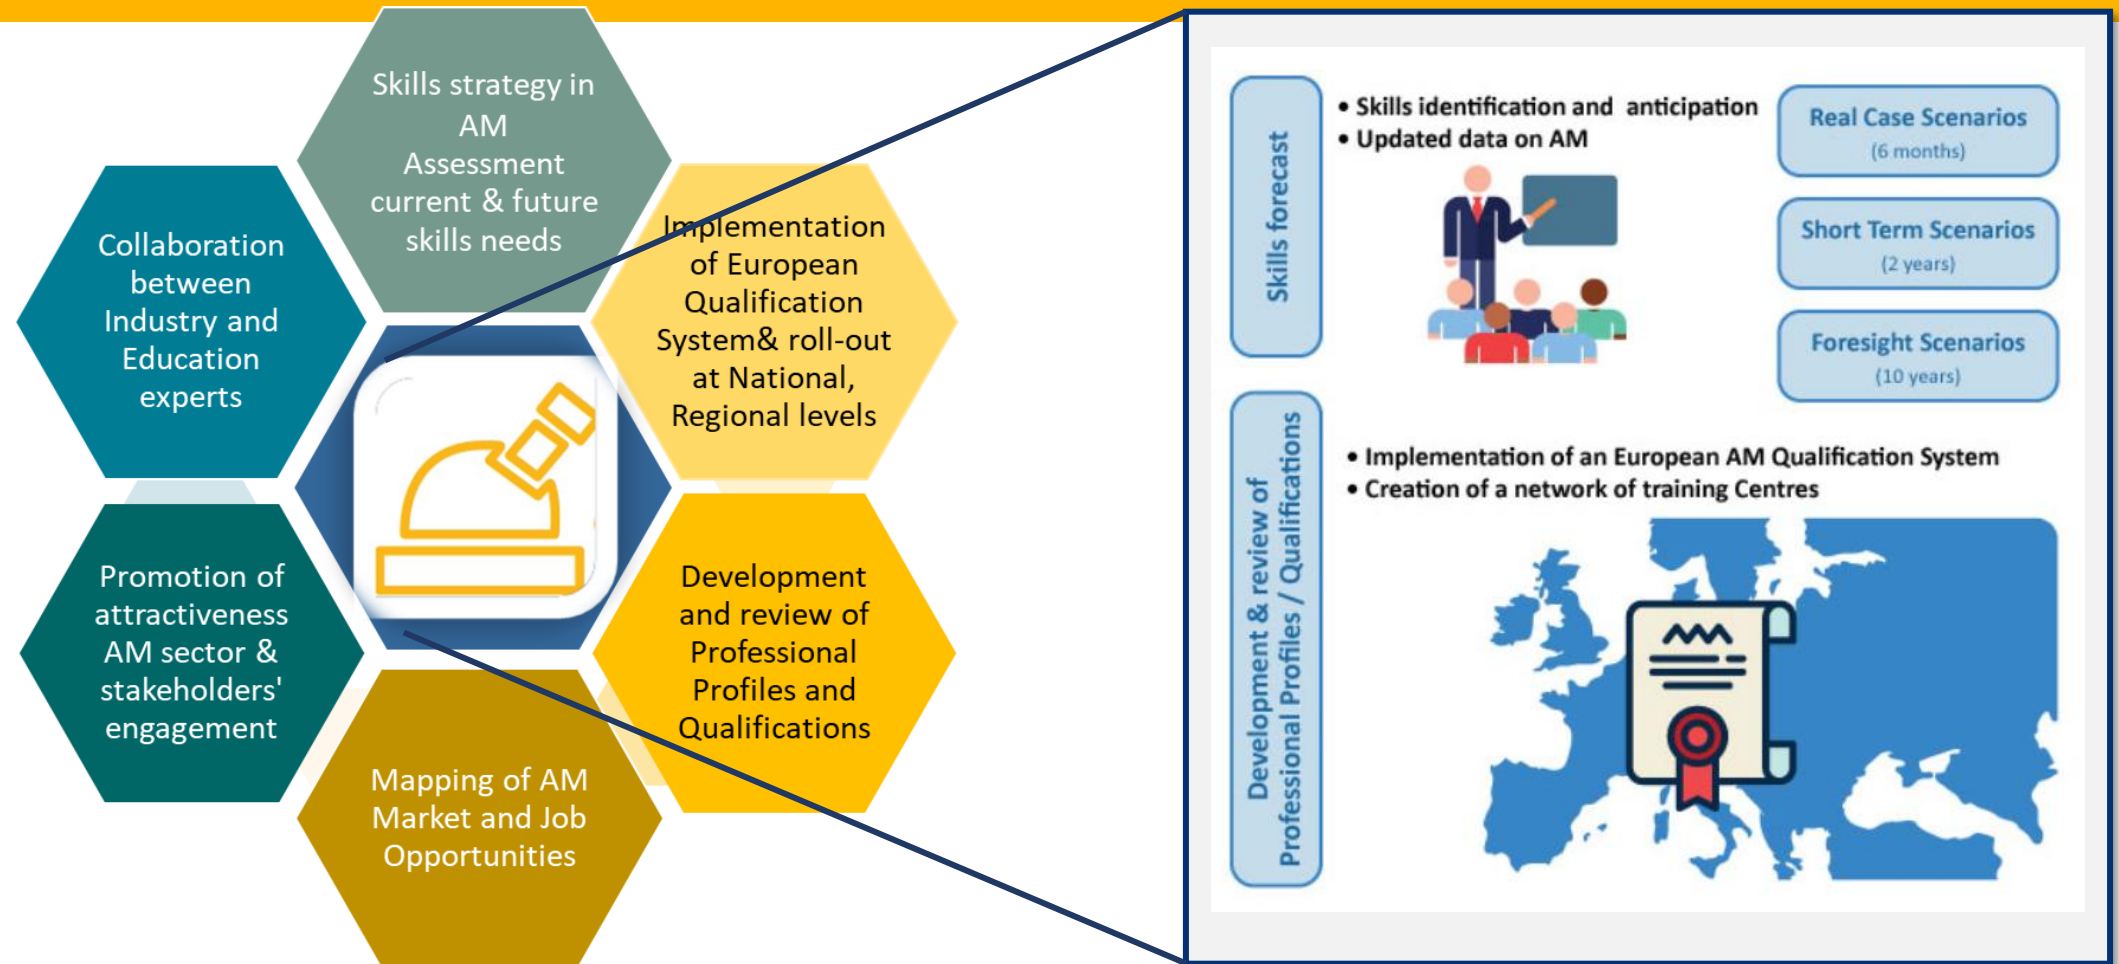 Skills strategy in
AM
Assessment
current & future
skills needs
Collaboration
between
Industry and
Education
experts
Implementation
of European
Qualification
System& roll-out
at National,
Regional levels
Promotion of
attractiveness
AM sector &
stakeholders'
engagement
Development
and review of
Professional
Profiles and
Qualifications
Mapping of AM
Market and Job
Opportunities
Skills forecast
• Skills identification and anticipation
• Updated data on AM
Real Case Scenarios
(6 months)
Short Term Scenarios
(2 years)
Foresight Scenarios
(10 years)
Development & review of
Professional Profiles / Qualifications
• Implementation of an European AM Qualification System
• Creation of a network of training Centres